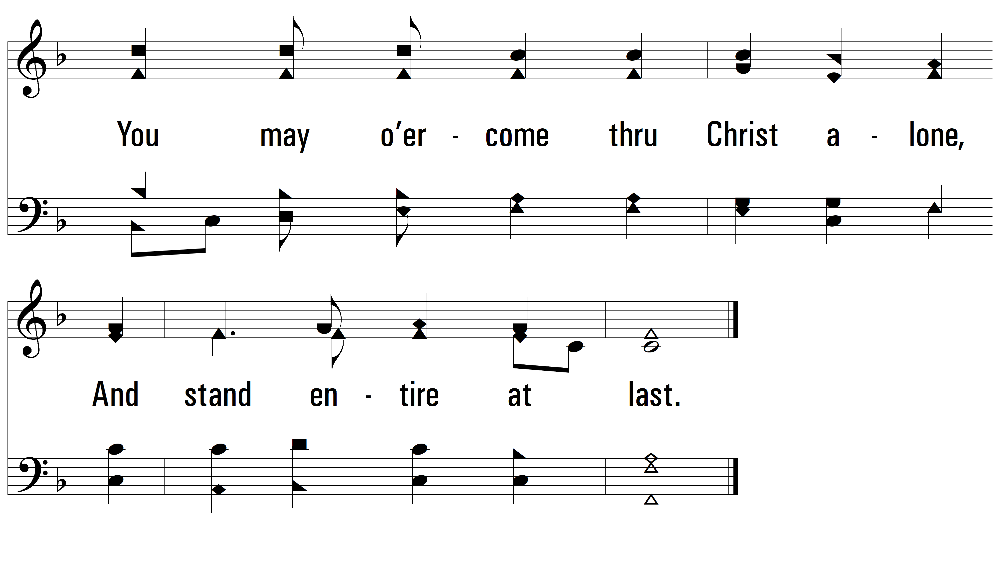 You may o’er - come thru Christ a - lone,
And stand en - tire at last.